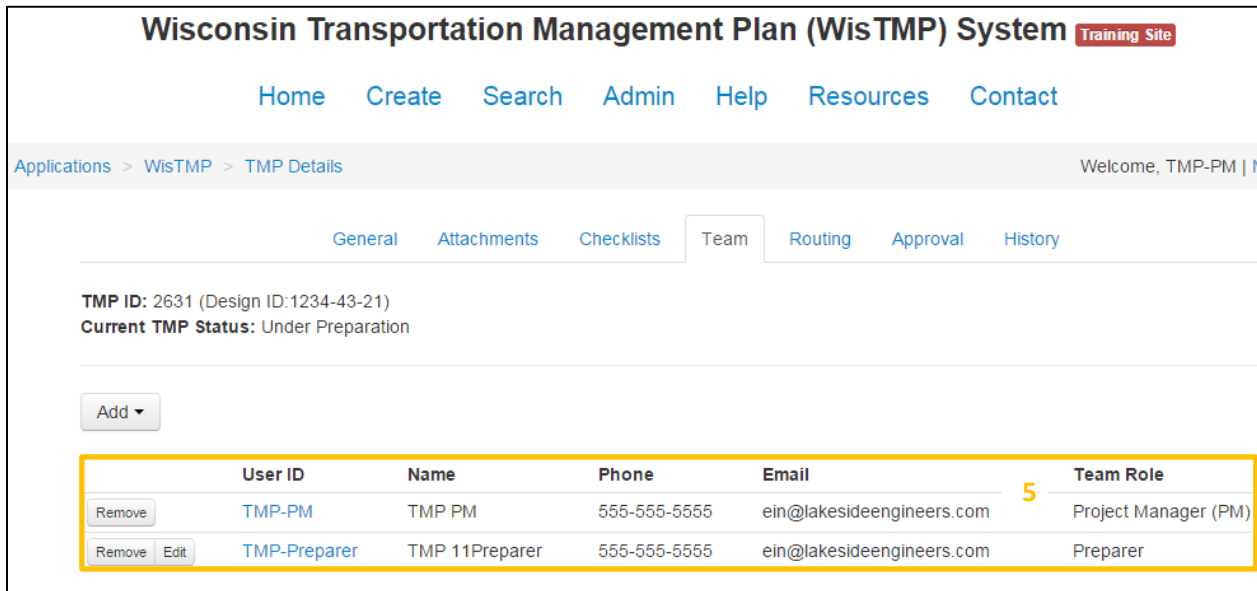 Wisconsin Transportation Management Plan (WisTMP) System Training Site
Home Create Search Admin Help Resources Contact
Applications > WisTMP > TMP Details Welcome, TMP-PM |
General Attachments Checklists Team Routing Approval History
TMP ID: 2631 (Design ID:1234-43-21)
Current TMP Status: Under Preparation
Add
User ID Name Phone Email Team Role
5
Remove TMP-PM TMP PM 555-555-5555 ein@lakesideengineers.com Project Manager (PM)
Remove Edit TMP-Preparer TMP 11Preparer 555-555-5555 ein@lakesideengineers.com Preparer